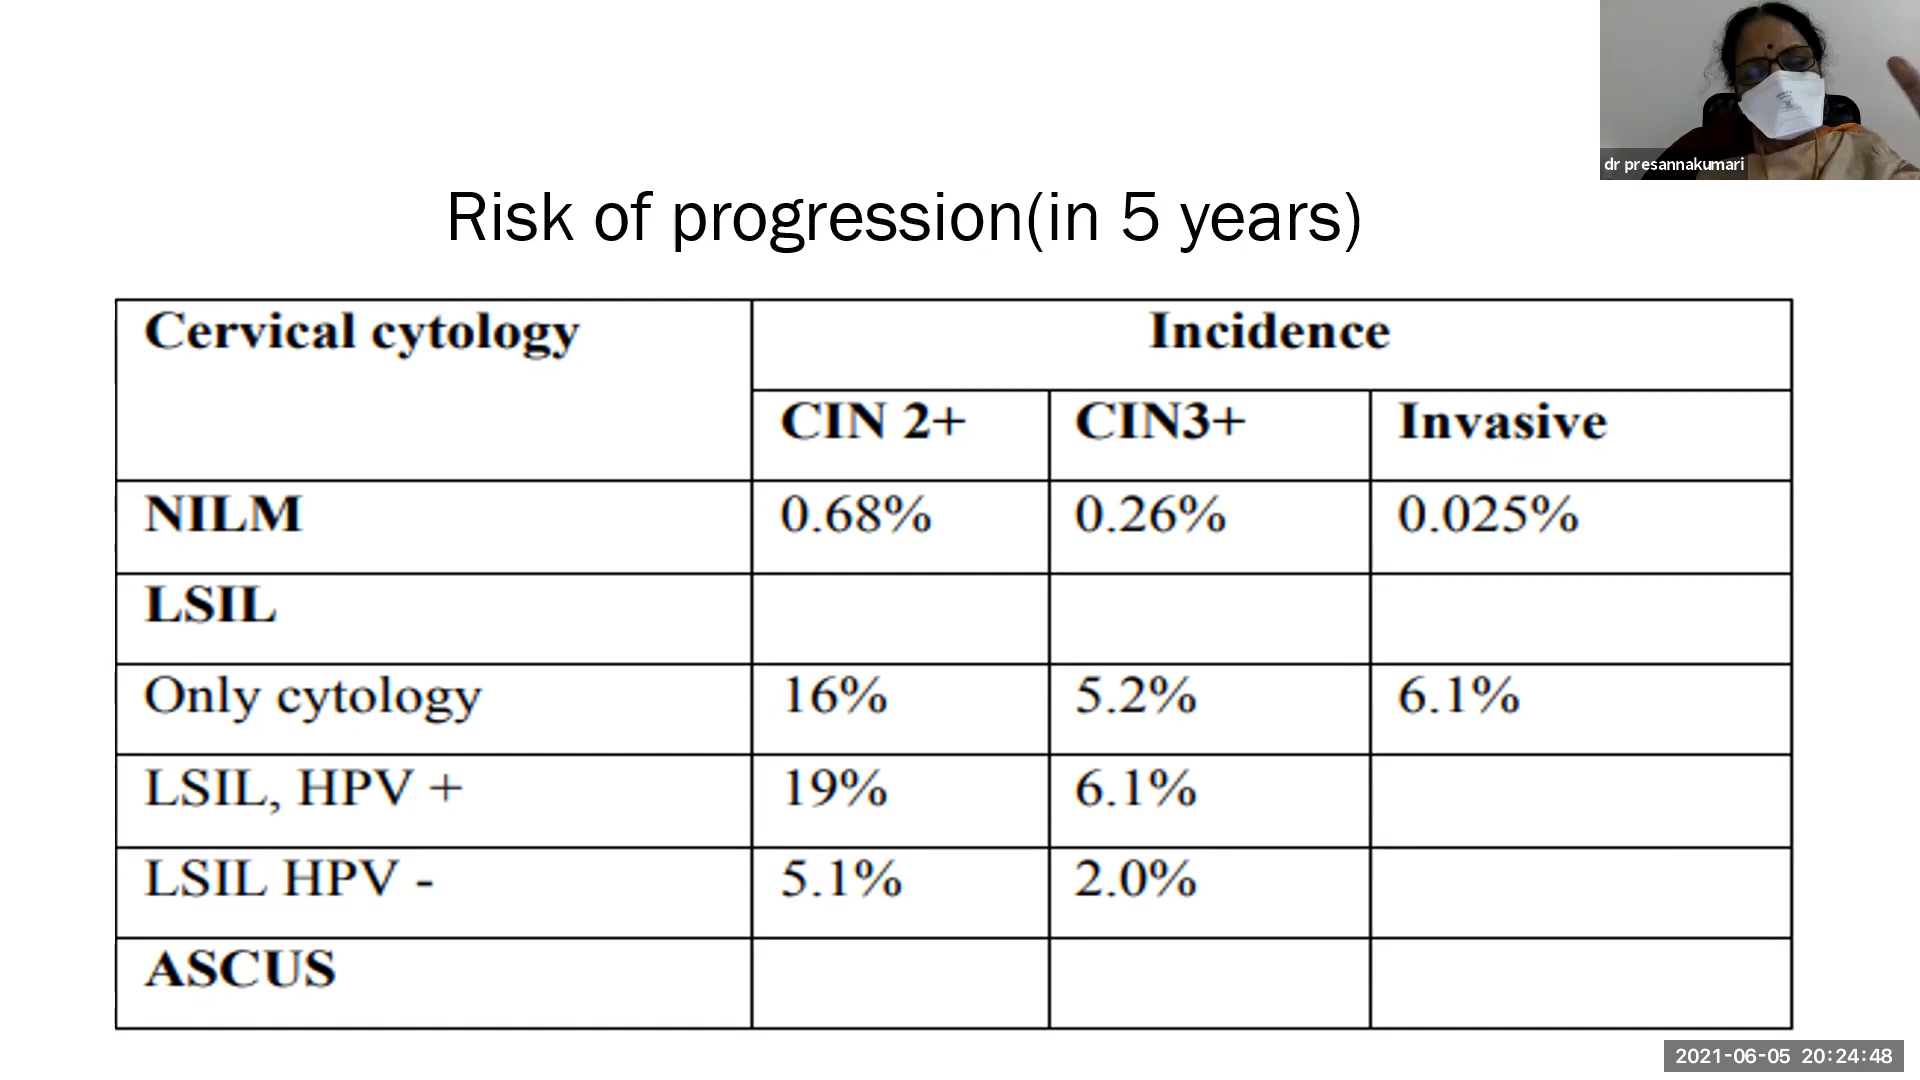 dr presannakumari
Risk of progression(in 5 years)
Cervical cytology Incidence
CIN 2+ CIN3+ Invasive
NILM 0.68% 0.26% 0.025%
LSIL
Only cytology 16% 5.2% 6.1%
LSIL, HPV + 19% 6.1%
LSIL HPV - 5.1% 2.0%
ASCUS
2021-06-05 20:24:48